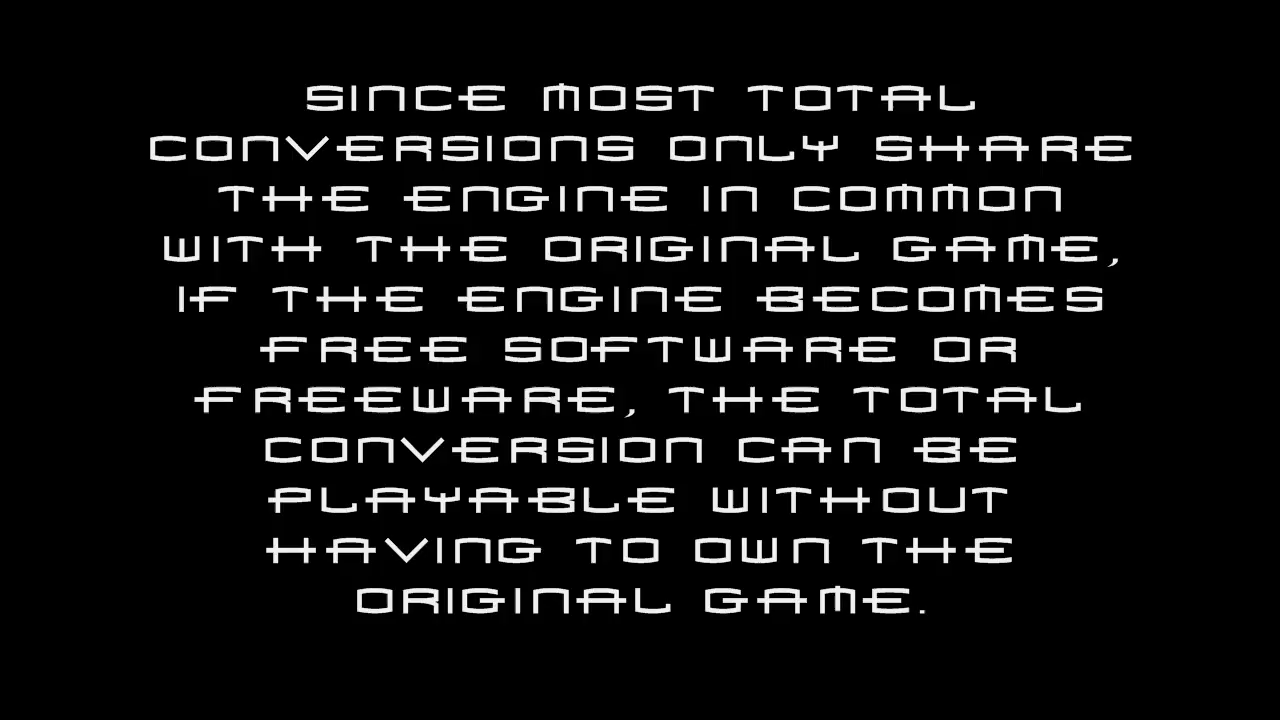 SINCE MOST TOTAL
CONVERSIONS ONLY SHARE
THE ENGINE IN COMMON
WITH THE ORIGINAL GAME,
IF THE ENGINE BECOMES
FREE SOFTWARE OR
FREEWARE, THE TOTAL
CONVERSION CAN BE
PLAYABLE WITHOUT
HAVING TO OWN THE
ORIGINAL GAME.